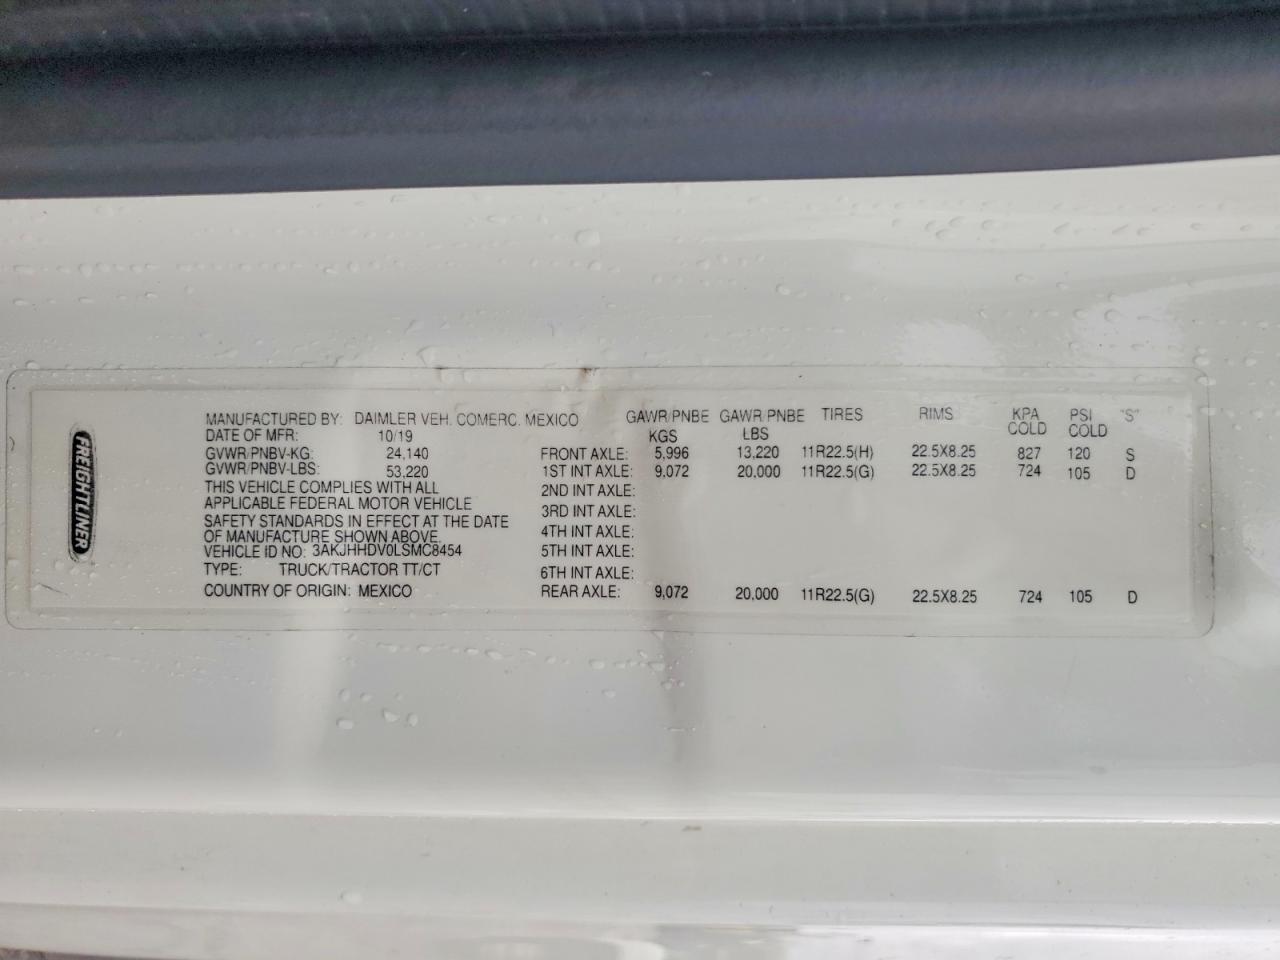 FREIGHTLINER
MANUFACTURED BY: DAIMLER VEH. COMERC. MEXICO
DATE OF MFR: 10/19
GVWR/PNBV-KG: 24,140
GVWR/PNBV-LBS: 53,220
THIS VEHICLE COMPLIES WITH ALL
APPLICABLE FEDERAL MOTOR VEHICLE
SAFETY STANDARDS IN EFFECT AT THE DATE
OF MANUFACTURE SHOWN ABOVE.
VEHICLE ID NO: 3AKJHHDV0LSMC8454
TYPE: TRUCK/TRACTOR TT/CT
COUNTRY OF ORIGIN: MEXICO
GAWR/PNBE GAWR/PNBE TIRES RIMS KPA PSI "S"
KGS LBS COLD COLD
FRONT AXLE: 5,996 13,220 11R22.5(H) 22.5X8.25 827 120 S
1ST INT AXLE: 9,072 20,000 11R22.5(G) 22.5X8.25 724 105 D
2ND INT AXLE:
3RD INT AXLE:
4TH INT AXLE:
5TH INT AXLE:
6TH INT AXLE:
REAR AXLE: 9,072 20,000 11R22.5(G) 22.5X8.25 724 105 D